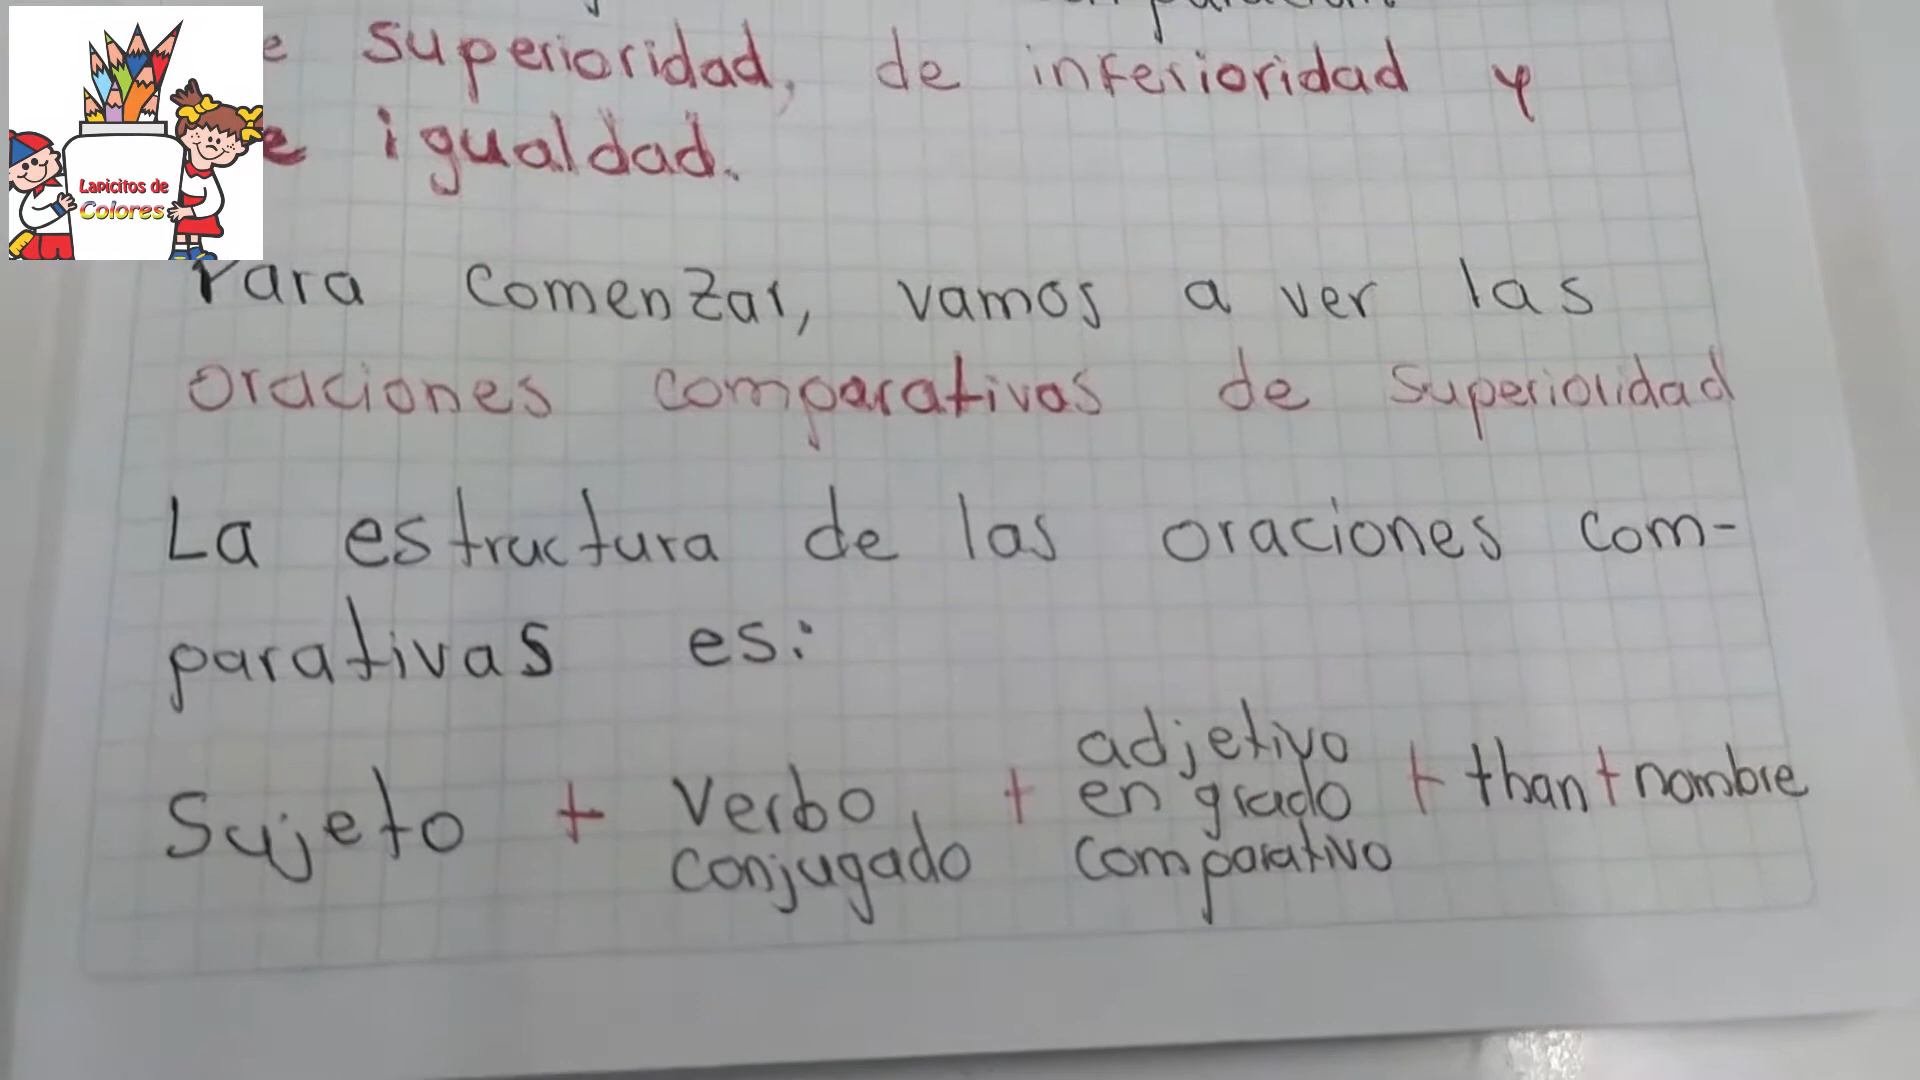 e superioridad, de inferioridad y
e igualdad.
Lapicitos de
Colores
Para comenzar, vamos a ver las
oraciones comparativas de superioridad
La estructura de las oraciones com-
parativas es:
Sujeto + verbo conjugado + adjetivo en grado comparativo + than + nombre